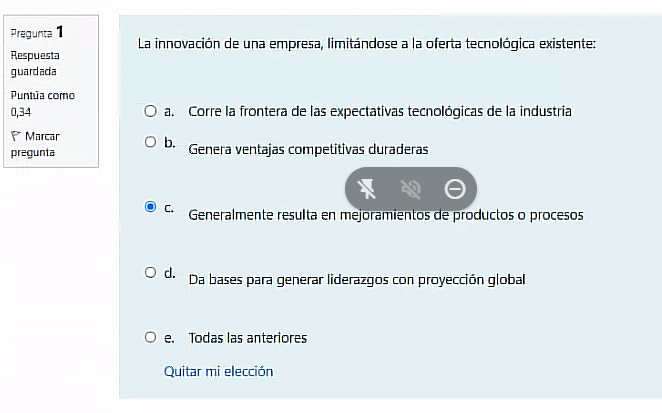 Pregunta 1
Respuesta
guardada
Puntúa como
0,34
Marcar
pregunta
La innovación de una empresa, limitándose a la oferta tecnológica existente:
a. Corre la frontera de las expectativas tecnológicas de la industria
b. Genera ventajas competitivas duraderas
c. Generalmente resulta en mejoramientos de productos o procesos
d. Da bases para generar liderazgos con proyección global
e. Todas las anteriores
Quitar mi elección